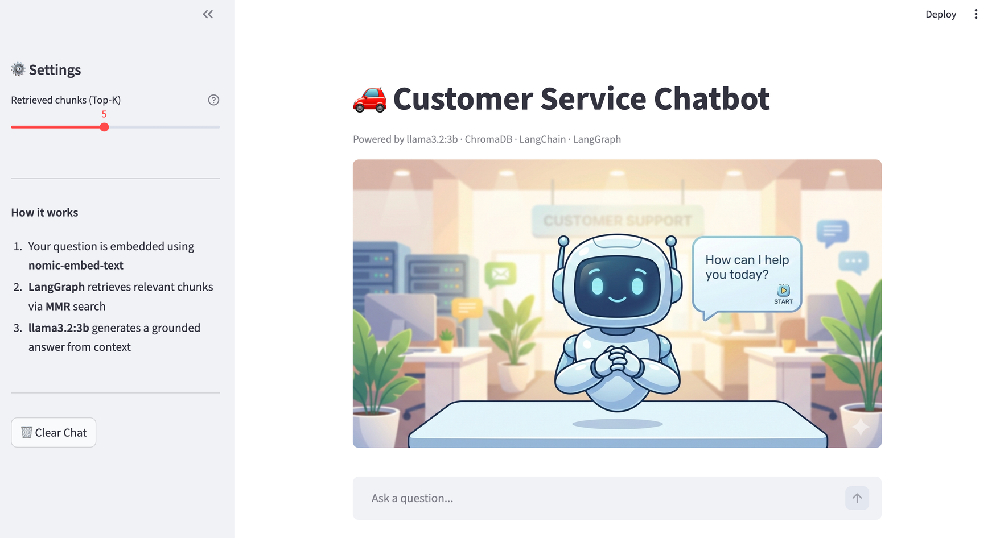 Deploy
Settings
Retrieved chunks (Top-K)
5
How it works
1. Your question is embedded using
nomic-embed-text
2. LangGraph retrieves relevant chunks
via MMR search
3. llama3.2:3b generates a grounded
answer from context
Clear Chat
Customer Service Chatbot
Powered by llama3.2:3b · ChromaDB · LangChain · LangGraph
CUSTOMER SUPPORT
How can I help
you today?
START
Ask a question...